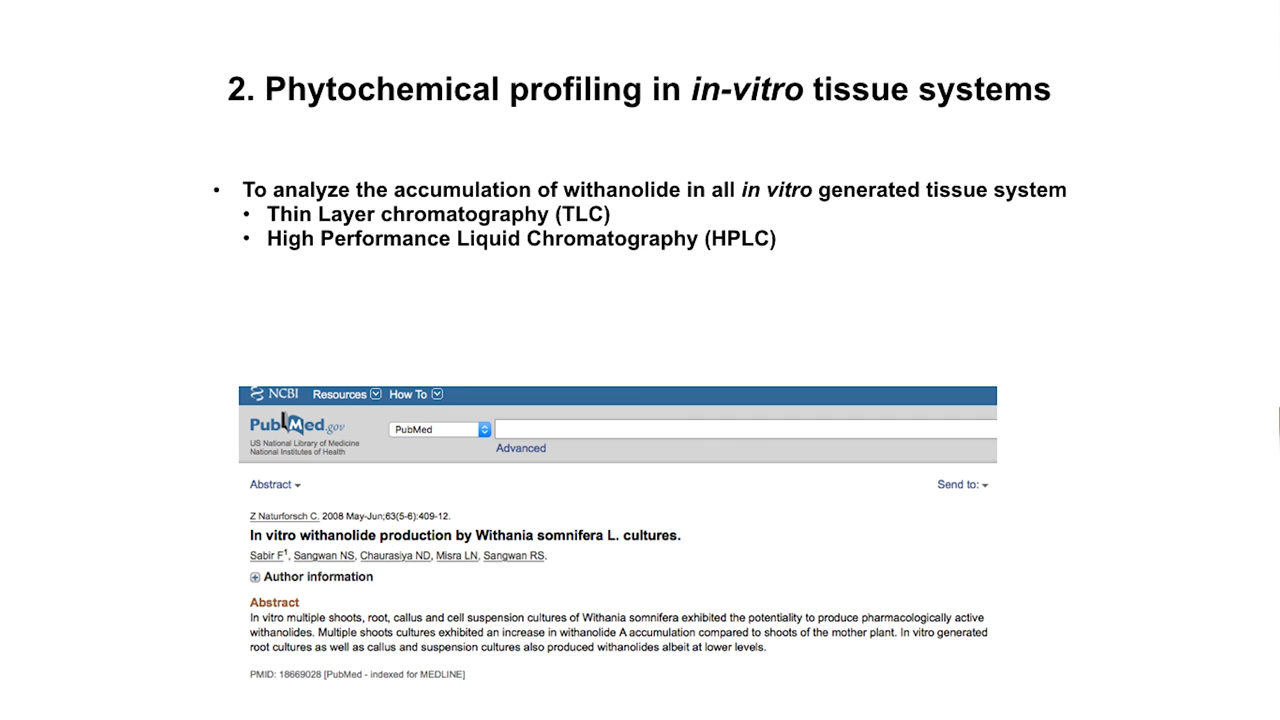 2. Phytochemical profiling in in-vitro tissue systems
• To analyze the accumulation of withanolide in all in vitro generated tissue system
• Thin Layer chromatography (TLC)
• High Performance Liquid Chromatography (HPLC)
NCBI Resources How To
PubMed.gov
US National Library of Medicine
National Institutes of Health
PubMed
Advanced
Abstract
Send to:
Z Naturforsch C. 2008 May-Jun;63(5-6):409-12.
In vitro withanolide production by Withania somnifera L. cultures.
Sabir F1, Sangwan NS, Chaurasiya ND, Misra LN, Sangwan RS.
Author information
Abstract
In vitro multiple shoots, root, callus and cell suspension cultures of Withania somnifera exhibited the potentiality to produce pharmacologically active
withanolides. Multiple shoots cultures exhibited an increase in withanolide A accumulation compared to shoots of the mother plant. In vitro generated
root cultures as well as callus and suspension cultures also produced withanolides albeit at lower levels.
PMID: 18669028 [PubMed - indexed for MEDLINE]